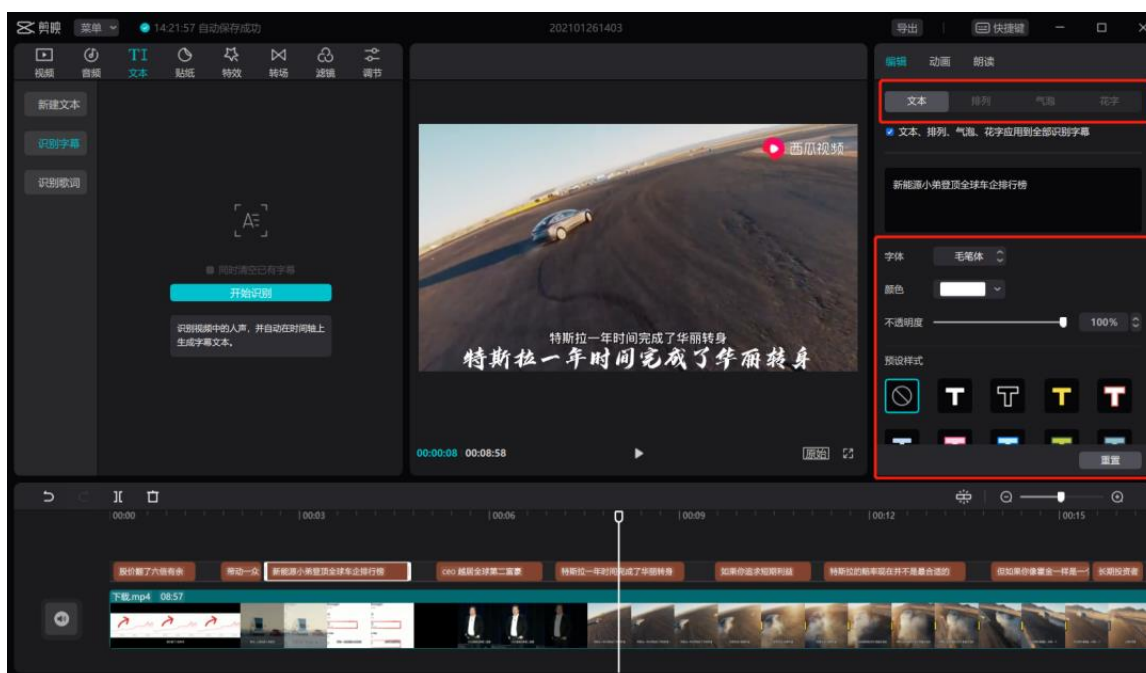 剪映 菜单 14:21:57 自动保存成功 202101261403 导出 快捷键
视频 音频 文本 贴纸 特效 转场 滤镜 调节
TI
新建文本
识别字幕
识别歌词
同时清空已有字幕
开始识别
识别视频中的人声，并自动在时间轴上
生成字幕文本。
西瓜视频
特斯拉一年时间完成了华丽转身
特斯拉一年时间完成了华丽转身
00:00:08 00:08:58 原始
编辑 动画 朗读
文本 排列 气泡 花字
文本、排列、气泡、花字应用到全部识别字幕
新能源小弟登顶全球车企排行榜
字体 毛笔体
颜色
不透明度 100%
预设样式
T T T T
重置
00:00 00:03 00:06 00:09 00:12 00:15
股价翻了六倍有余 带动一众 新能源小弟登顶全球车企排行榜 ceo 越居全球第二富豪 特斯拉一年时间完成了华丽转身 如果你追求短期利益 特斯拉的赔率现在并不是最合适的 但如果你像塞金一样是一个 长期投资者
下载.mp4 08:57